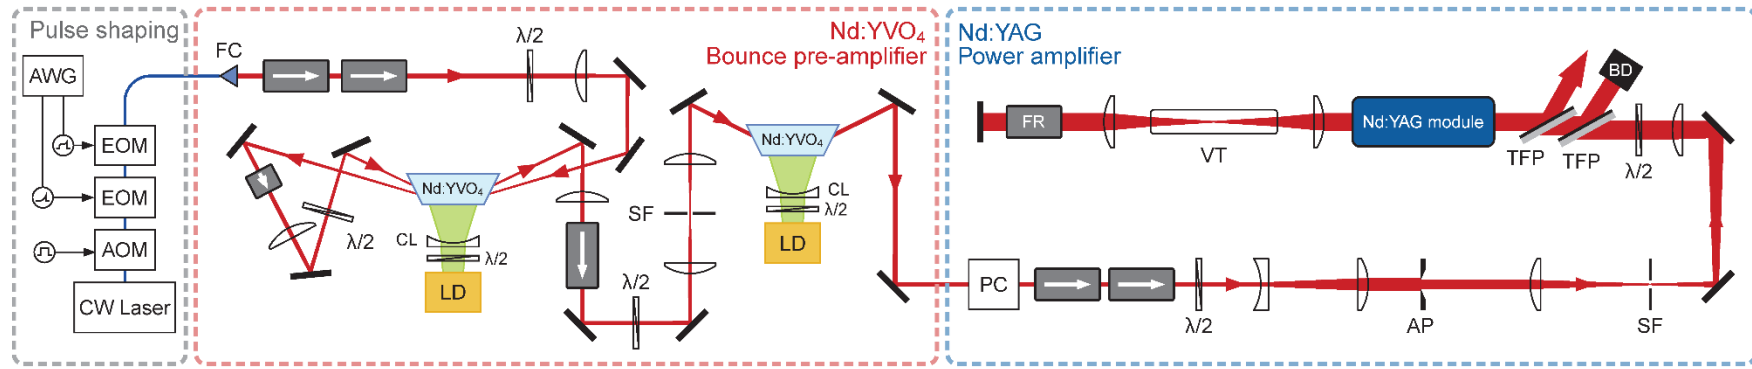 Pulse shaping
AWG
EOM
EOM
AOM
CW Laser
FC
Nd:YVO₄
Bounce pre-amplifier
λ/2
λ/2
Nd:YVO₄
CL
λ/2
LD
λ/2
SF
Nd:YVO₄
CL
λ/2
LD
Nd:YAG
Power amplifier
FR
VT
Nd:YAG module
TFP
TFP
BD
λ/2
PC
λ/2
AP
SF